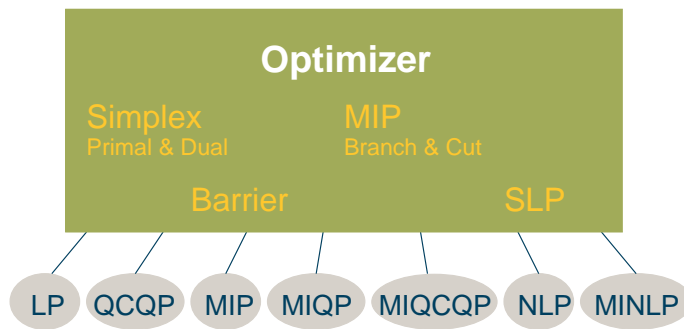 Optimizer
Simplex MIP
Primal & Dual Branch & Cut
Barrier SLP
LP QCQP MIP MIQP MIQCQP NLP MINLP